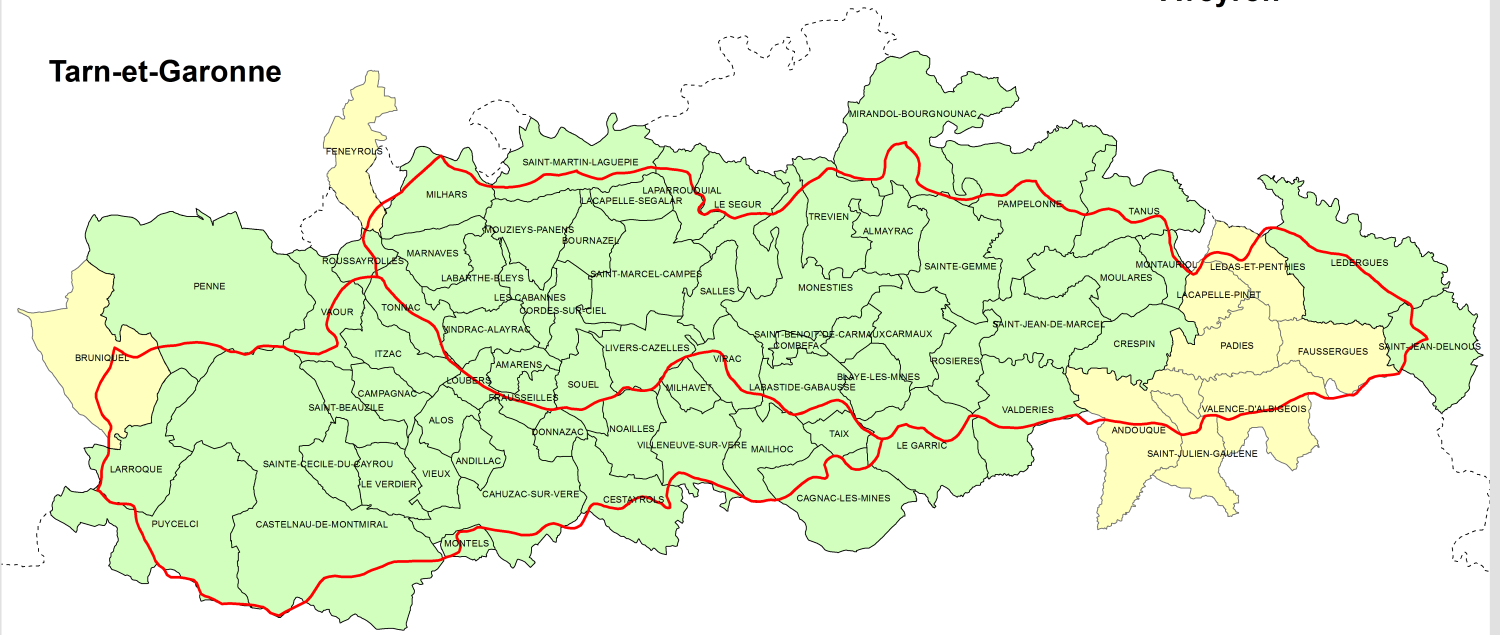 Aveyron
Tarn-et-Garonne
MIRANDOL-BOURGNOUNAC
FENEYROLS
SAINT-MARTIN-LAGUEPIE
MILHARS
LAPARROUQUIAL
LACAPELLE-SEGALAR
LE SEGUR
PAMPELONNE
TANUS
TREVIEN
ALMAYRAC
MOUZIEYS-PANENS
BOURNAZEL
MARNAVES
ROUSSAYROLLES
MONTAURIOL
LEDAS-ET-PENTHIES
LEDERGUES
SAINTE-GEMME
SAINT-MARCEL-CAMPES
LABARTHE-BLEYS
MOULARES
PENNE
MONESTIES
SALLES
LES CABANNES
LACAPELLE-PINET
TONNAC
VAOUR
CORDES-SUR-CIEL
SAINT-JEAN-DE-MARCEL
VINDRAC-ALAYRAC
SAINT-BENOIT-DE-CARMAUX
CARMAUX
COMBEFA
CRESPIN
PADIES
SAINT-JEAN-DELNOUS
LIVERS-CAZELLES
FAUSSERGUES
ITZAC
BRUNIQUEL
VIRAC
ROSIERES
AMARENS
BLAYE-LES-MINES
LOUBERS
SOUEL
MILHAVET
LABASTIDE-GABAUSSE
CAMPAGNAC
FRAUSSEILLES
SAINT-BEAUZILE
VALDERIES
VALENCE-D'ALBIGEOIS
ALOS
NOAILLES
DONNAZAC
ANDOUQUE
TAIX
VILLENEUVE-SUR-VERE
LE GARRIC
MAILHOC
SAINT-JULIEN-GAULENE
ANDILLAC
SAINTE-CECILE-DU-CAYROU
LARROQUE
VIEUX
LE VERDIER
CAHUZAC-SUR-VERE
CESTAYROLS
CAGNAC-LES-MINES
PUYCELCI
CASTELNAU-DE-MONTMIRAL
MONTELS